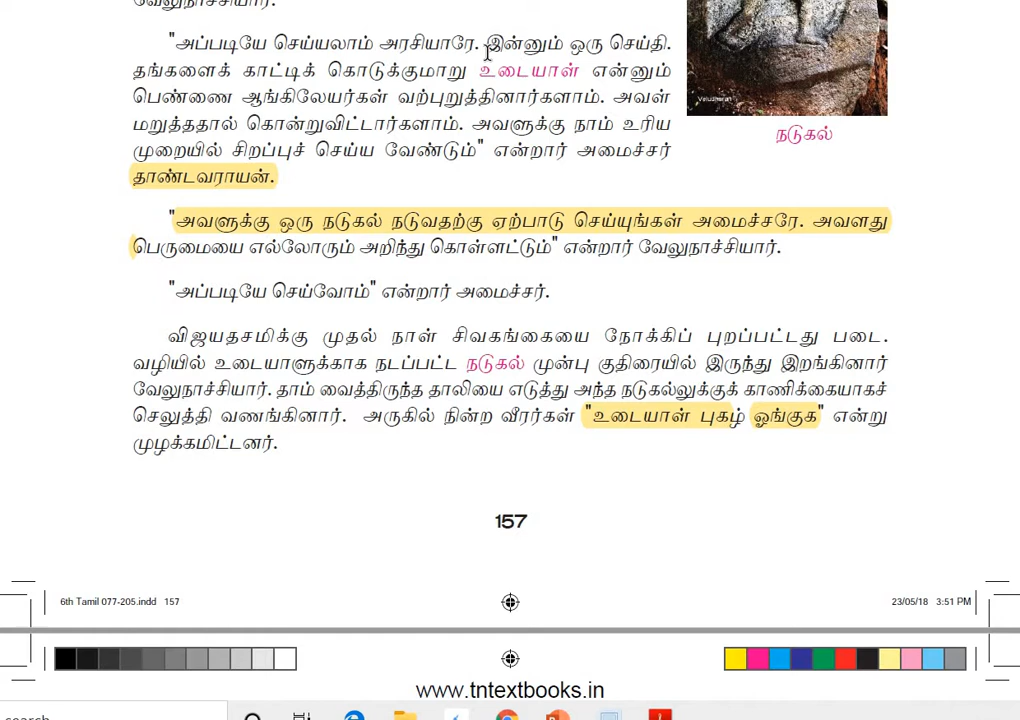 வேலுநாச்சியார்.
"அப்படியே செய்யலாம் அரசியாரே. இன்னும் ஒரு செய்தி.
தங்களைக் காட்டிக் கொடுக்குமாறு உடையாள் என்னும்
பெண்ணை ஆங்கிலேயர்கள் வற்புறுத்தினார்களாம். அவள்
மறுத்ததால் கொன்றுவிட்டார்களாம். அவளுக்கு நாம் உரிய
முறையில் சிறப்புச் செய்ய வேண்டும்" என்றார் அமைச்சர்
தாண்டவராயன்.
Veludharan
நடுகல்
"அவளுக்கு ஒரு நடுகல் நடுவதற்கு ஏற்பாடு செய்யுங்கள் அமைச்சரே. அவளது
பெருமையை எல்லோரும் அறிந்து கொள்ளட்டும்" என்றார் வேலுநாச்சியார்.
"அப்படியே செய்வோம்" என்றார் அமைச்சர்.
விஜயதசமிக்கு முதல் நாள் சிவகங்கையை நோக்கிப் புறப்பட்டது படை.
வழியில் உடையாளுக்காக நடப்பட்ட நடுகல் முன்பு குதிரையில் இருந்து இறங்கினார்
வேலுநாச்சியார். தாம் வைத்திருந்த தாலியை எடுத்து அந்த நடுகல்லுக்குக் காணிக்கையாகச்
செலுத்தி வணங்கினார். அருகில் நின்ற வீரர்கள் "உடையாள் புகழ் ஓங்குக" என்று
முழக்கமிட்டனர்.
157
6th Tamil 077-205.indd 157
23/05/18 3:51 PM
www.tntextbooks.in
search